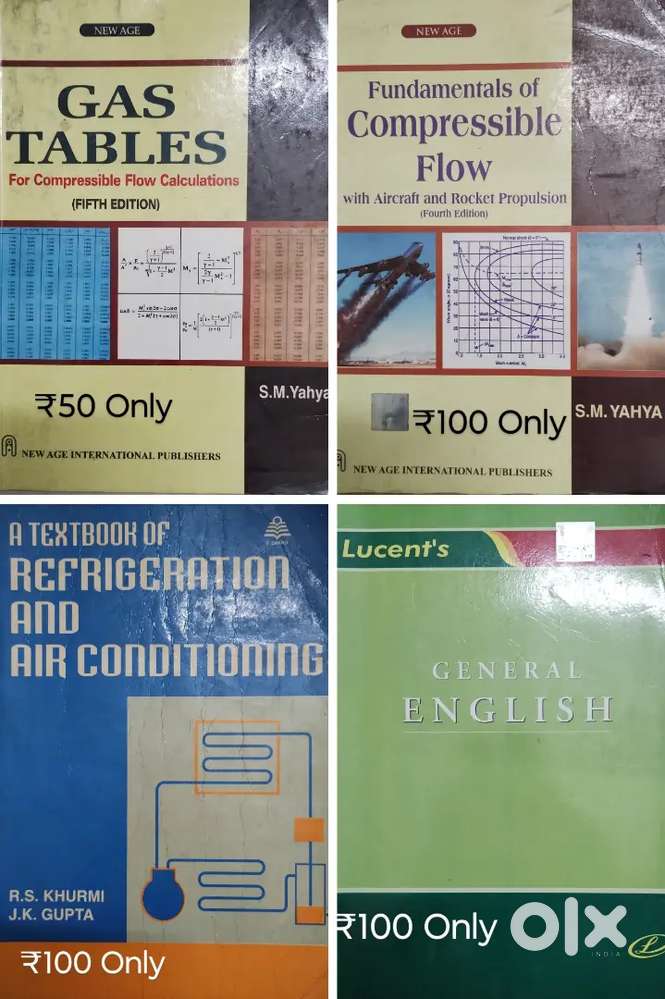 NEW AGE
GAS
TABLES
For Compressible Flow Calculations
(FIFTH EDITION)
₹50 Only
S.M.Yahya
NEW AGE INTERNATIONAL PUBLISHERS
NEW AGE
Fundamentals of
Compressible
Flow
with Aircraft and Rocket Propulsion
(Fourth Edition)
₹100 Only
S.M. YAHYA
NEW AGE INTERNATIONAL PUBLISHERS
A TEXTBOOK OF
REFRIGERATION
AND
AIR CONDITIONING
R.S. KHURMI
J.K. GUPTA
₹100 Only
Lucent's
GENERAL
ENGLISH
₹100 Only
olx
INDIA